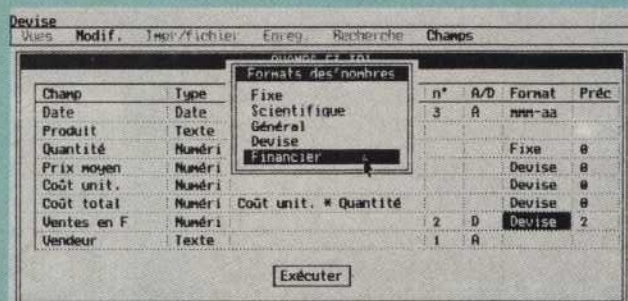 Devise
Vues Modif. Impr/fichier Enreg. Recherche Champs
Formats des nombres
Champ Type n° A/D Format Préc
Fixe
Date Date 3 A mmm-aa
Scientifique
Produit Texte
Général
Quantité Numéri Fixe 0
Devise
Prix moyen Numéri Devise 0
Financier
Coût unit. Numéri Devise 0
Coût total Numéri Coût unit. * Quantité Devise 0
Ventes en F Numéri 2 D Devise 2
Vendeur Texte 1 A
Exécuter